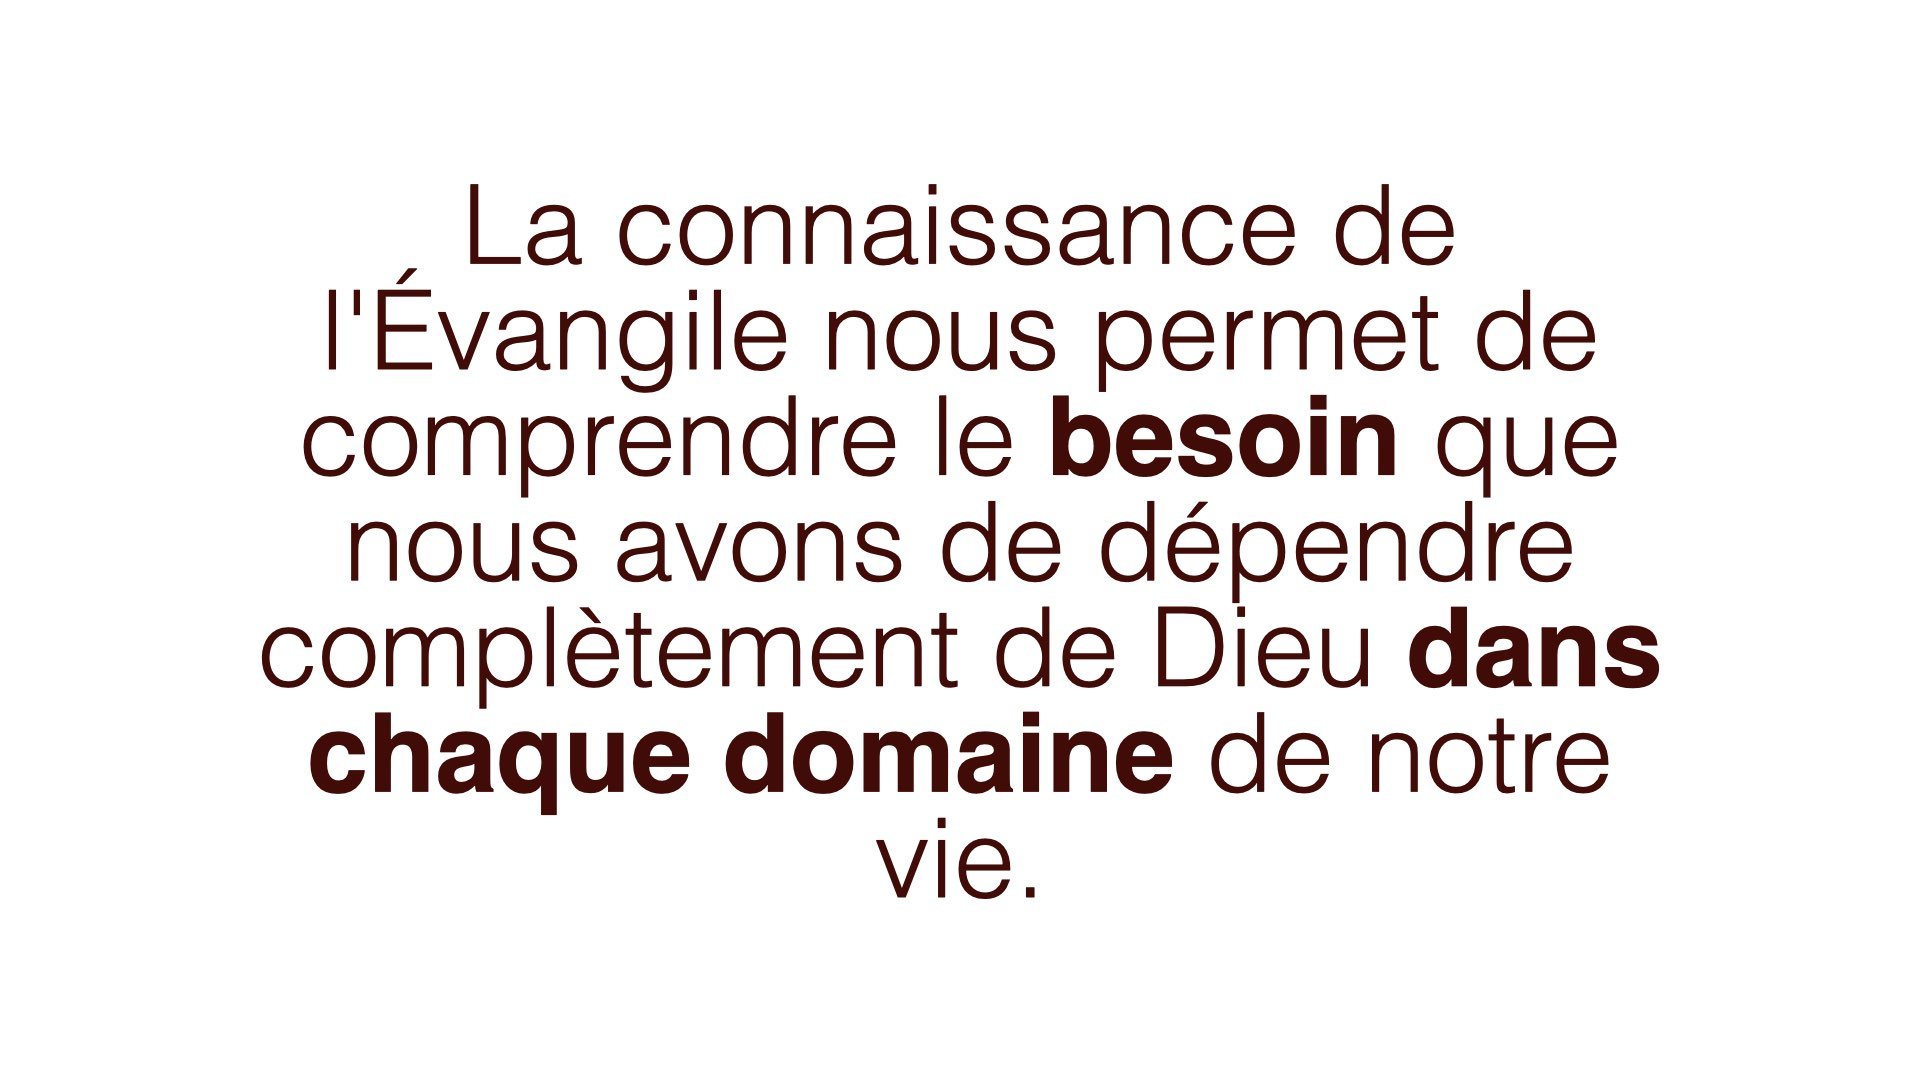 La connaissance de
l'Évangile nous permet de
comprendre le besoin que
nous avons de dépendre
complètement de Dieu dans
chaque domaine de notre
vie.